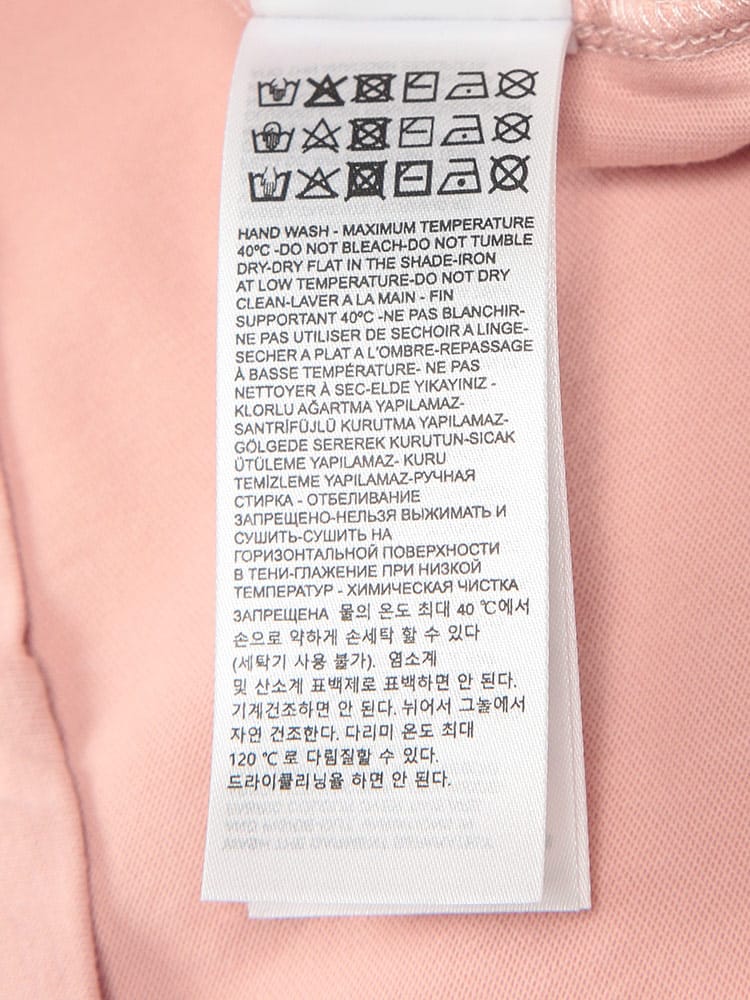 HAND WASH - MAXIMUM TEMPERATURE
40ºC -DO NOT BLEACH-DO NOT TUMBLE
DRY-DRY FLAT IN THE SHADE-IRON
AT LOW TEMPERATURE-DO NOT DRY
CLEAN-LAVER A LA MAIN - FIN
SUPPORTANT 40ºC -NE PAS BLANCHIR-
NE PAS UTILISER DE SECHOIR A LINGE-
SECHER A PLAT A L'OMBRE-REPASSAGE
À BASSE TEMPÉRATURE- NE PAS
NETTOYER À SEC-ELDE YIKAYINIZ -
KLORLU AĞARTMA YAPILAMAZ-
SANTRİFÜJLÜ KURUTMA YAPILAMAZ-
GÖLGEDE SEREREK KURUTUN-SICAK
ÜTÜLEME YAPILAMAZ- KURU
TEMİZLEME YAPILAMAZ-РУЧНАЯ
СТИРКА - ОТБЕЛИВАНИЕ
ЗАПРЕЩЕНО-НЕЛЬЗЯ ВЫЖИМАТЬ И
СУШИТЬ-СУШИТЬ НА
ГОРИЗОНТАЛЬНОЙ ПОВЕРХНОСТИ
В ТЕНИ-ГЛАЖЕНИЕ ПРИ НИЗКОЙ
ТЕМПЕРАТУР - ХИМИЧЕСКАЯ ЧИСТКА
ЗАПРЕЩЕНА 물의 온도 최대 40 ℃에서
손으로 약하게 손세탁 할 수 있다
(세탁기 사용 불가). 염소계
및 산소계 표백제로 표백하면 안 된다.
기계건조하면 안 된다. 뉘어서 그늘에서
자연 건조한다. 다리미 온도 최대
120 ℃ 로 다림질할 수 있다.
드라이클리닝율 하면 안 된다.